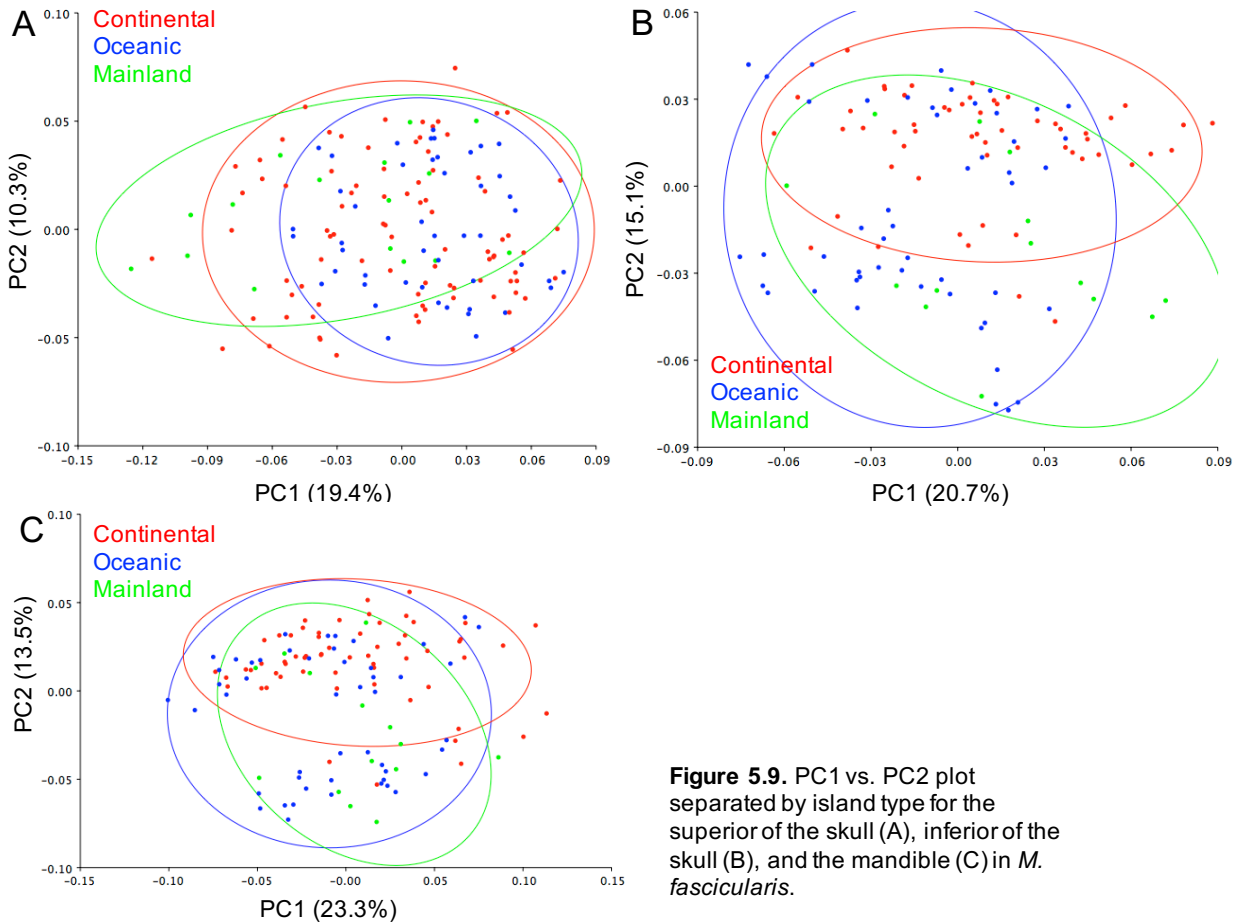 A
Continental
Oceanic
Mainland
0.10
0.05
0.00
−0.05
−0.10
PC2 (10.3%)
−0.15 −0.12 −0.09 −0.06 −0.03 0.00 0.03 0.06 0.09
PC1 (19.4%)
B
0.06
0.03
0.00
−0.03
−0.06
−0.09
PC2 (15.1%)
Continental
Oceanic
Mainland
−0.09 −0.06 −0.03 0.00 0.03 0.06 0.09
PC1 (20.7%)
C
Continental
Oceanic
Mainland
0.10
0.05
0.00
−0.05
−0.10
PC2 (13.5%)
−0.10 −0.05 −0.00 0.05 0.10 0.15
PC1 (23.3%)
Figure 5.9. PC1 vs. PC2 plot
separated by island type for the
superior of the skull (A), inferior of the
skull (B), and the mandible (C) in M.
fascicularis.